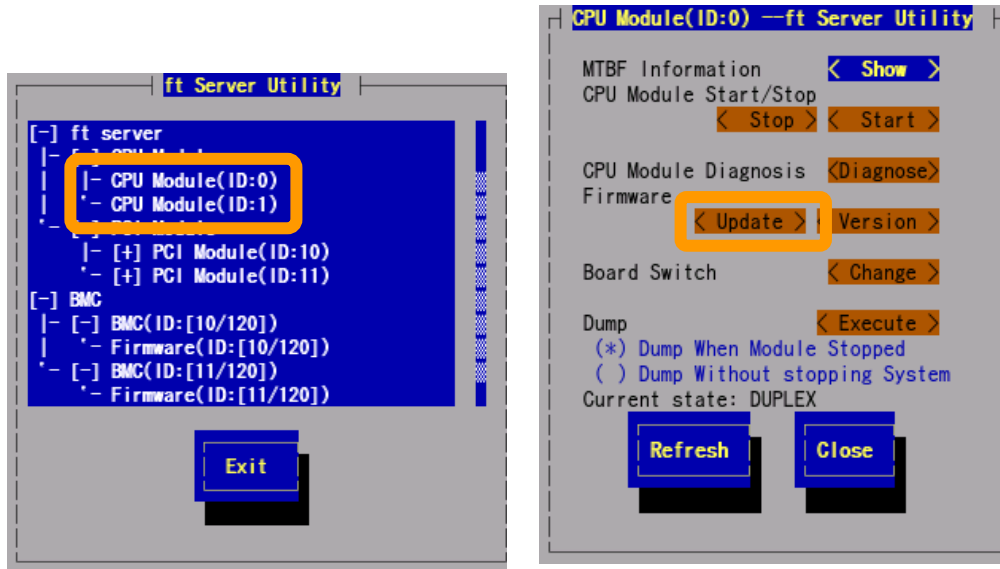 ft Server Utility
[-] ft server
|- [-] CPU Module
| |- CPU Module(ID:0)
| '- CPU Module(ID:1)
'- [-] PCI Module
|- [+] PCI Module(ID:10)
'- [+] PCI Module(ID:11)
[-] BMC
|- [-] BMC(ID:[10/120])
| '- Firmware(ID:[10/120])
'- [-] BMC(ID:[11/120])
'- Firmware(ID:[11/120])
Exit
CPU Module(ID:0) --ft Server Utility
MTBF Information < Show >
CPU Module Start/Stop
< Stop > < Start >
CPU Module Diagnosis <Diagnose>
Firmware
< Update > < Version >
Board Switch < Change >
Dump < Execute >
(*) Dump When Module Stopped
( ) Dump Without stopping System
Current state: DUPLEX
Refresh Close